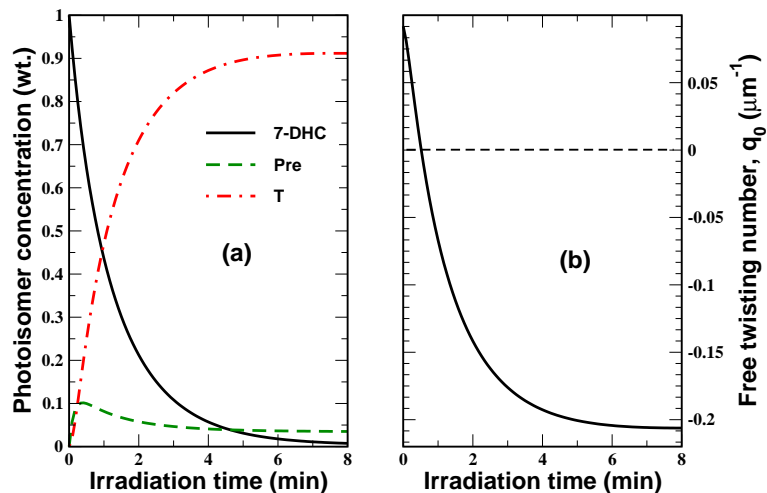 Photoisomer concentration (wt.)
1
0.9
0.8
0.7
0.6
0.5
0.4
0.3
0.2
0.1
0
7-DHC
Pre
T
(a)
0 2 4 6 8
Irradiation time (min)
(b)
0 2 4 6 8
Irradiation time (min)
0.05
0
-0.05
-0.1
-0.15
-0.2
Free twisting number, q₀ (μm⁻¹)